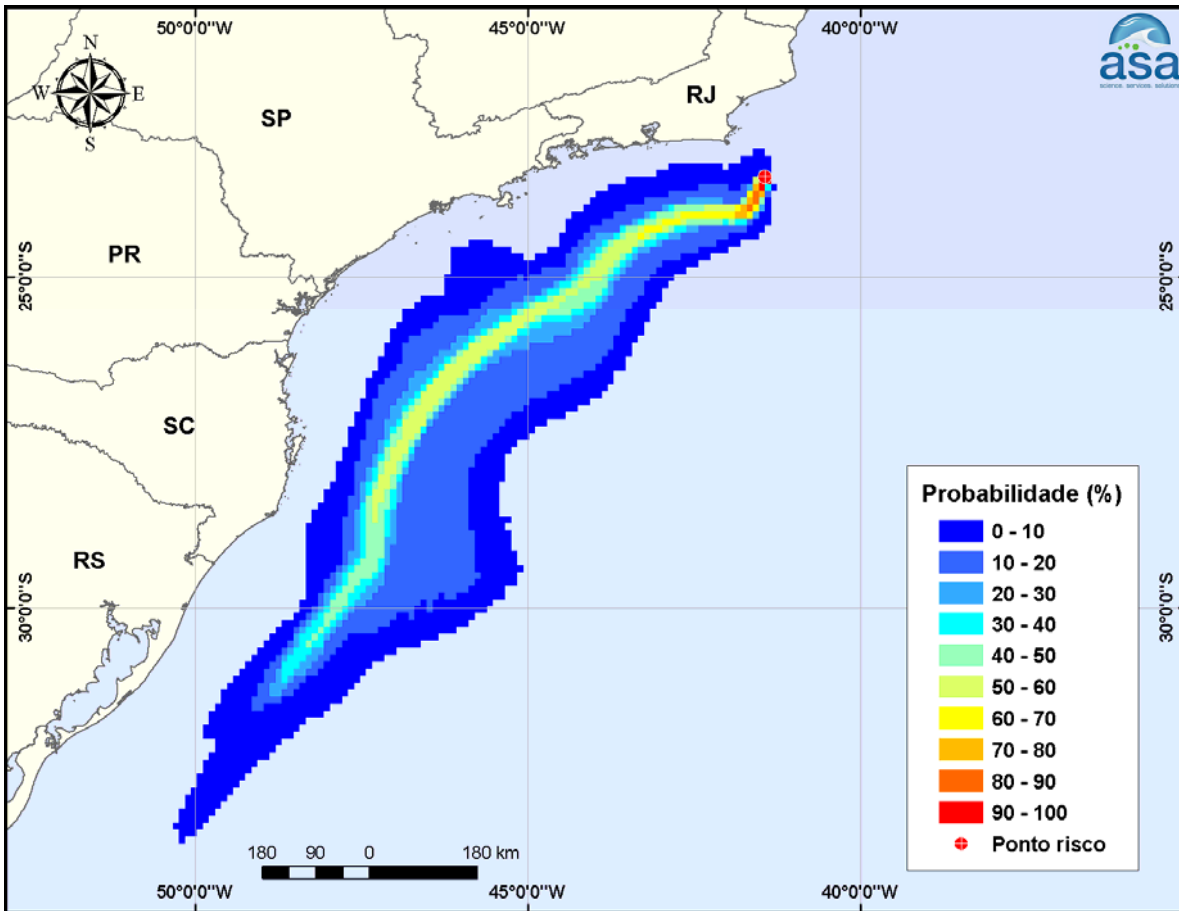 50°0'0"W 45°0'0"W 40°0'0"W
N
W E
S
asa
science. services. solutions
SP
RJ
PR
25°0'0"S 25°0'0"S
SC
RS
30°0'0"S 30°0'0"S
Probabilidade (%)
0 - 10
10 - 20
20 - 30
30 - 40
40 - 50
50 - 60
60 - 70
70 - 80
80 - 90
90 - 100
Ponto risco
180 90 0 180 km
50°0'0"W 45°0'0"W 40°0'0"W